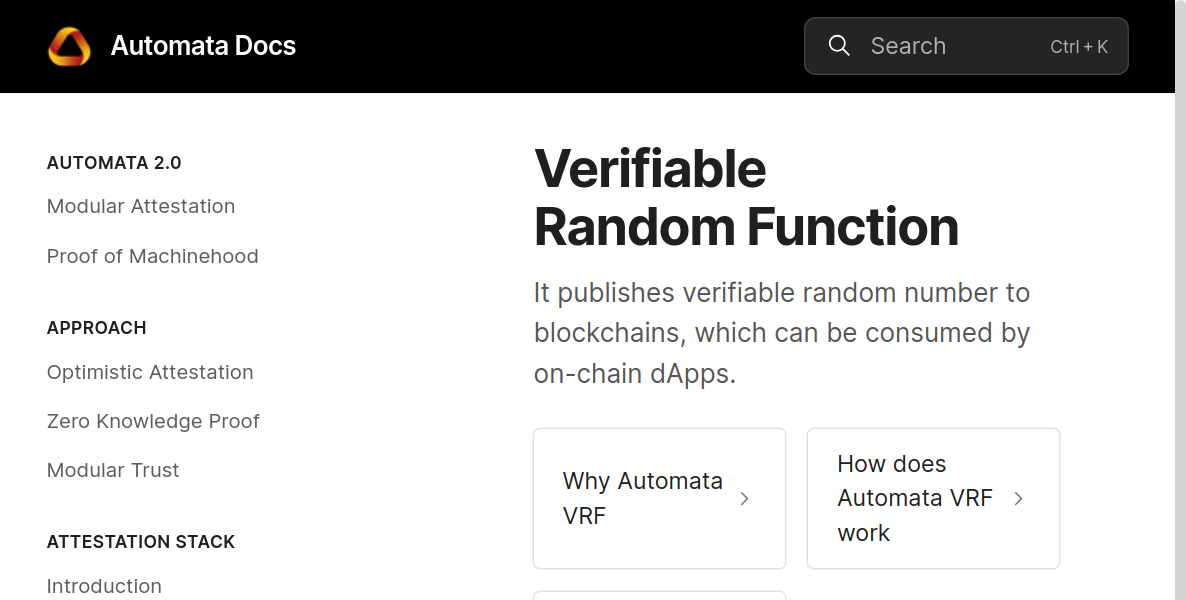 Automata Docs
Search
Ctrl + K
AUTOMATA 2.0
Modular Attestation
Proof of Machinehood
APPROACH
Optimistic Attestation
Zero Knowledge Proof
Modular Trust
ATTESTATION STACK
Introduction
Verifiable
Random Function
It publishes verifiable random number to
blockchains, which can be consumed by
on-chain dApps.
Why Automata
VRF
How does
Automata VRF
work